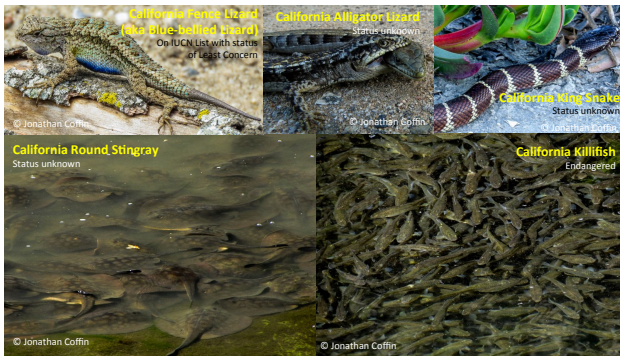 California Fence Lizard
(aka Blue-bellied Lizard)
On IUCN List with status
of Least Concern
© Jonathan Coffin
California Alligator Lizard
Status unknown
© Jonathan Coffin
California King Snake
Status unknown
© Jonathan Coffin
California Round Stingray
Status unknown
© Jonathan Coffin
California Killifish
Endangered
© Jonathan Coffin